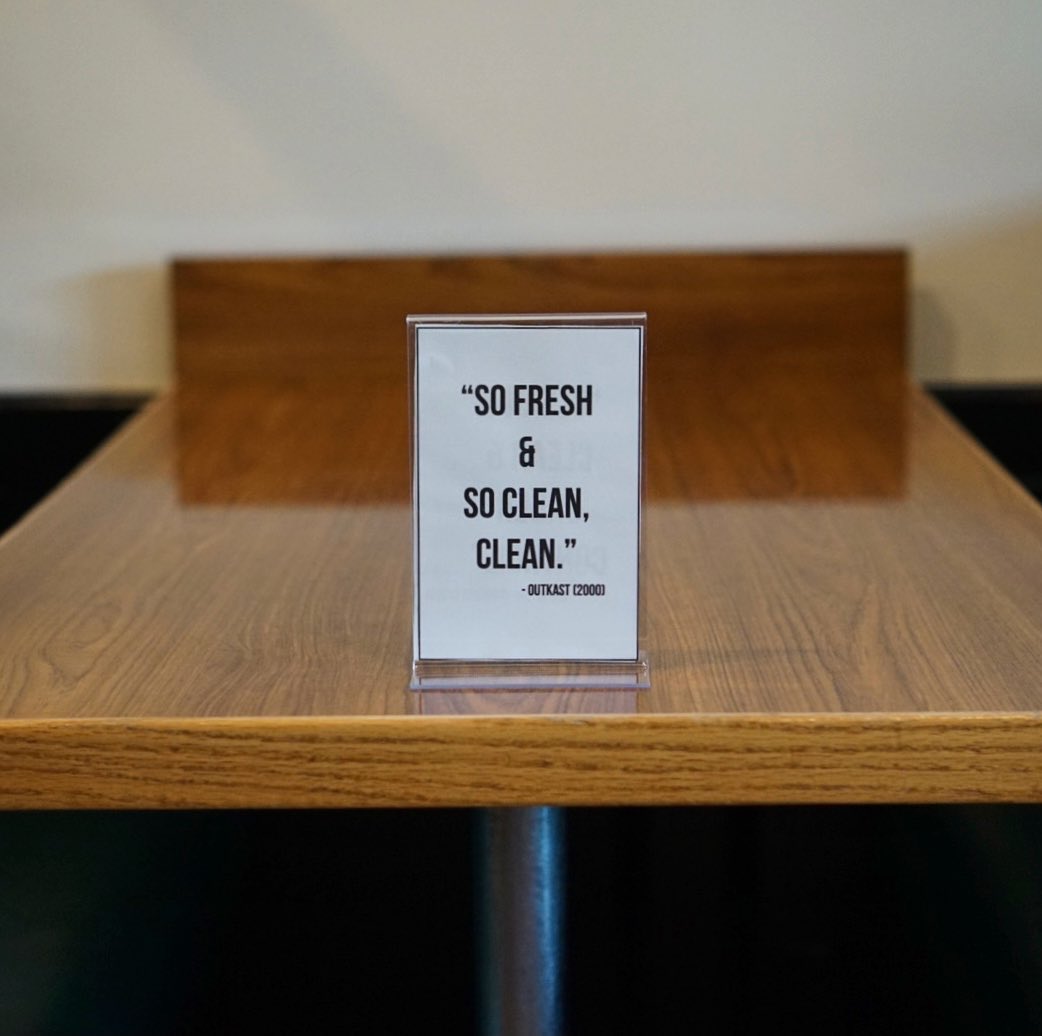 “SO FRESH
&
SO CLEAN,
CLEAN.”
- OUTKAST (2000)